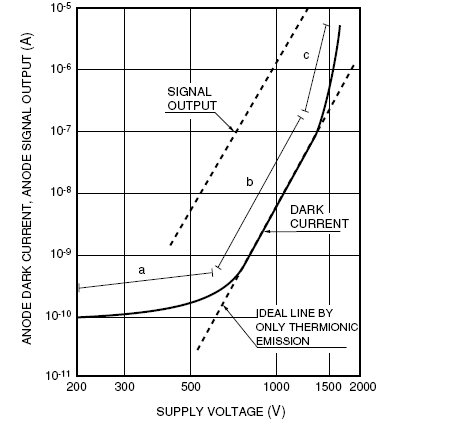 ANODE DARK CURRENT, ANODE SIGNAL OUTPUT (A)
10-5
10-6
10-7
10-8
10-9
10-10
10-11
c
SIGNAL
OUTPUT
b
DARK
CURRENT
a
IDEAL LINE BY
ONLY THERMIONIC
EMISSION
200 300 500 1000 1500 2000
SUPPLY VOLTAGE (V)